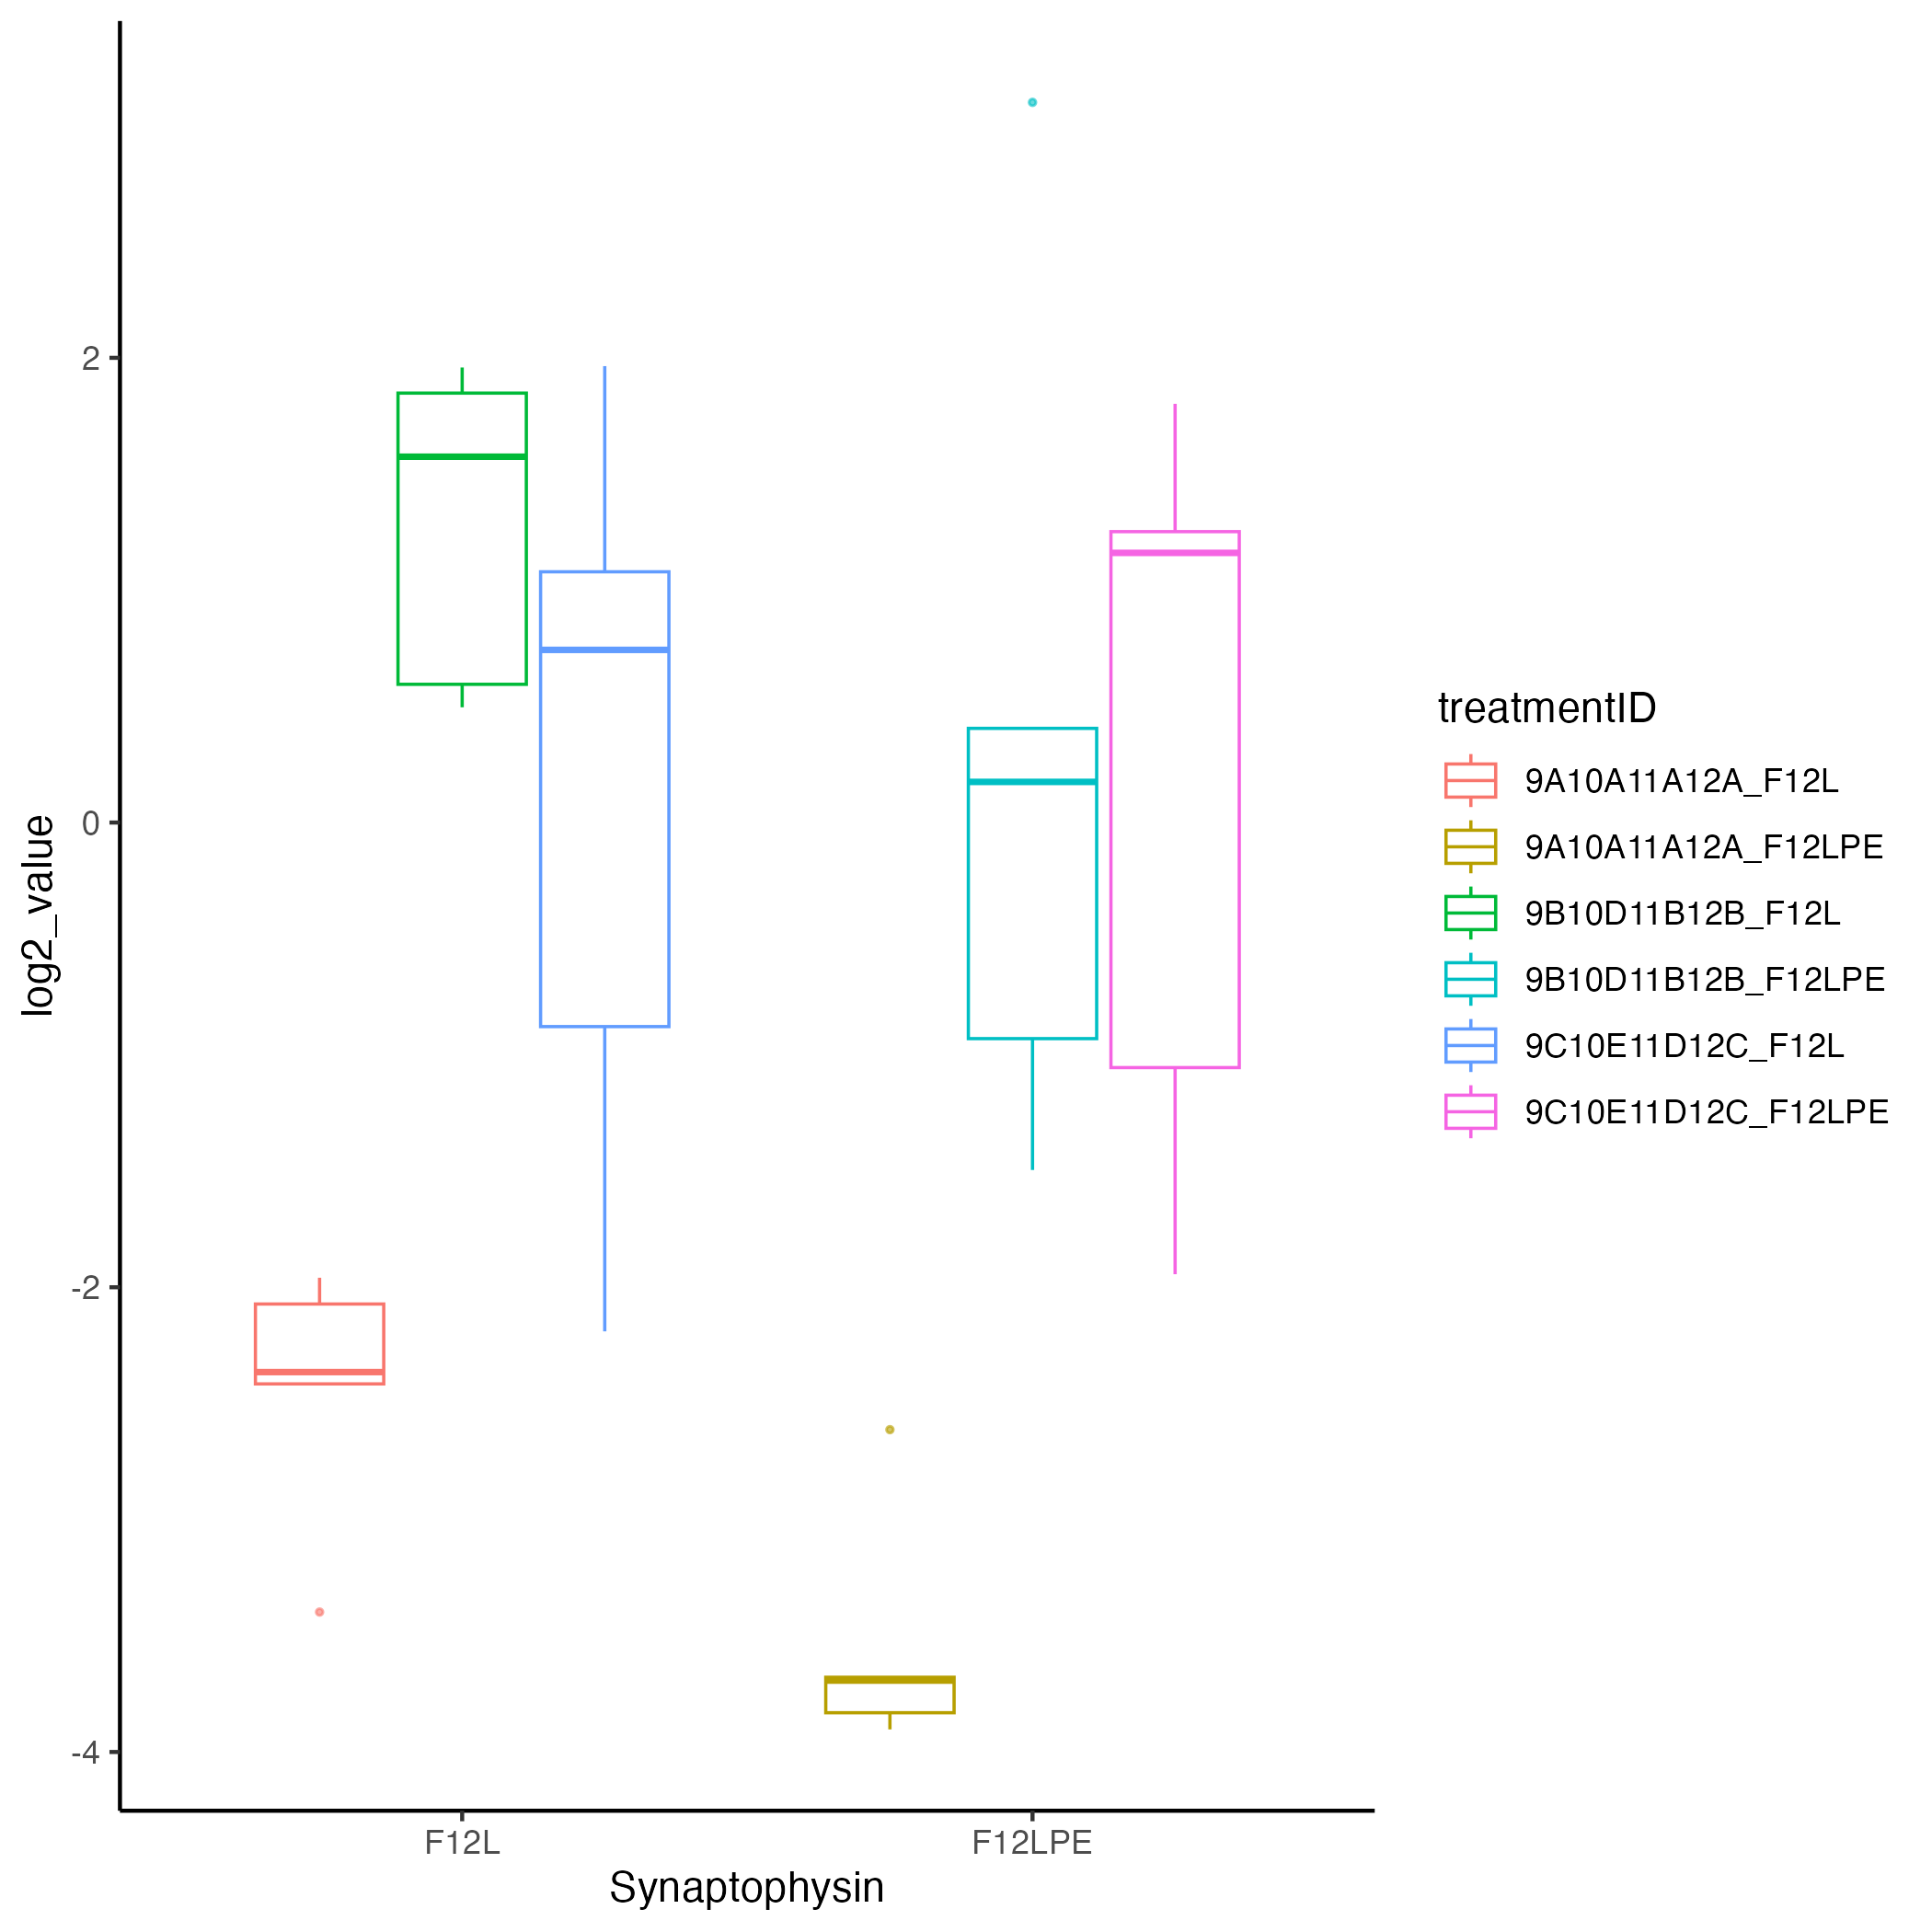 log2_value
2
0
-2
-4
F12L
F12LPE
Synaptophysin
treatmentID
9A10A11A12A_F12L
9A10A11A12A_F12LPE
9B10D11B12B_F12L
9B10D11B12B_F12LPE
9C10E11D12C_F12L
9C10E11D12C_F12LPE